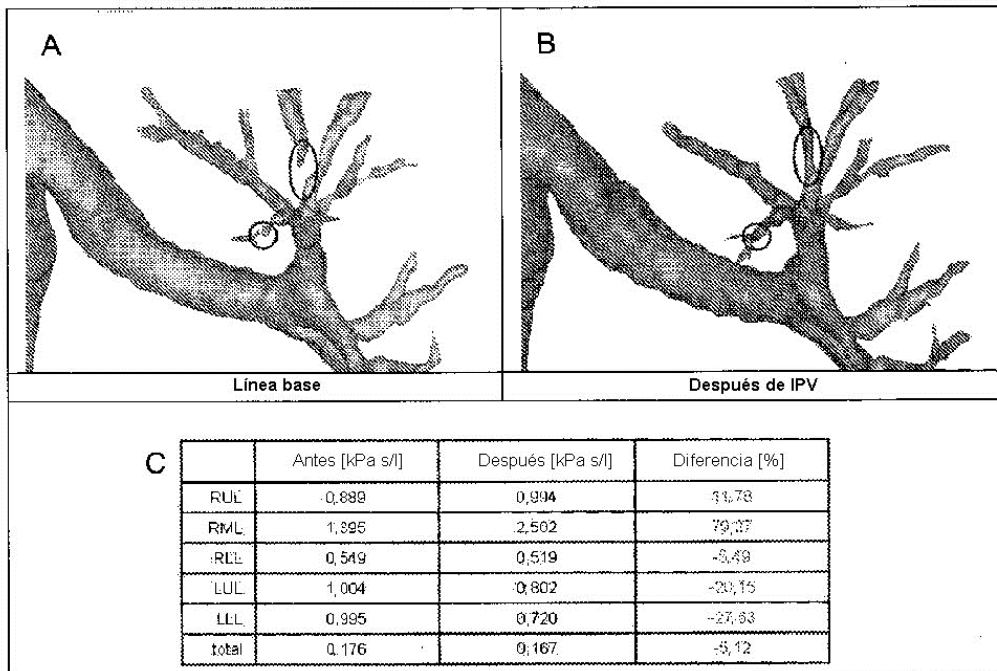 A
B
Línea base
Después de IPV
C
Antes [kPa s/l] Después [kPa s/l] Diferencia [%]
RUL 0,889 0,994 11,78
RML 1,395 2,502 79,37
RLL 0,549 0,519 -5,49
LUL 1,004 0,802 -20,15
LLL 0,995 0,720 -27,63
total 0,176 0,167 -5,12